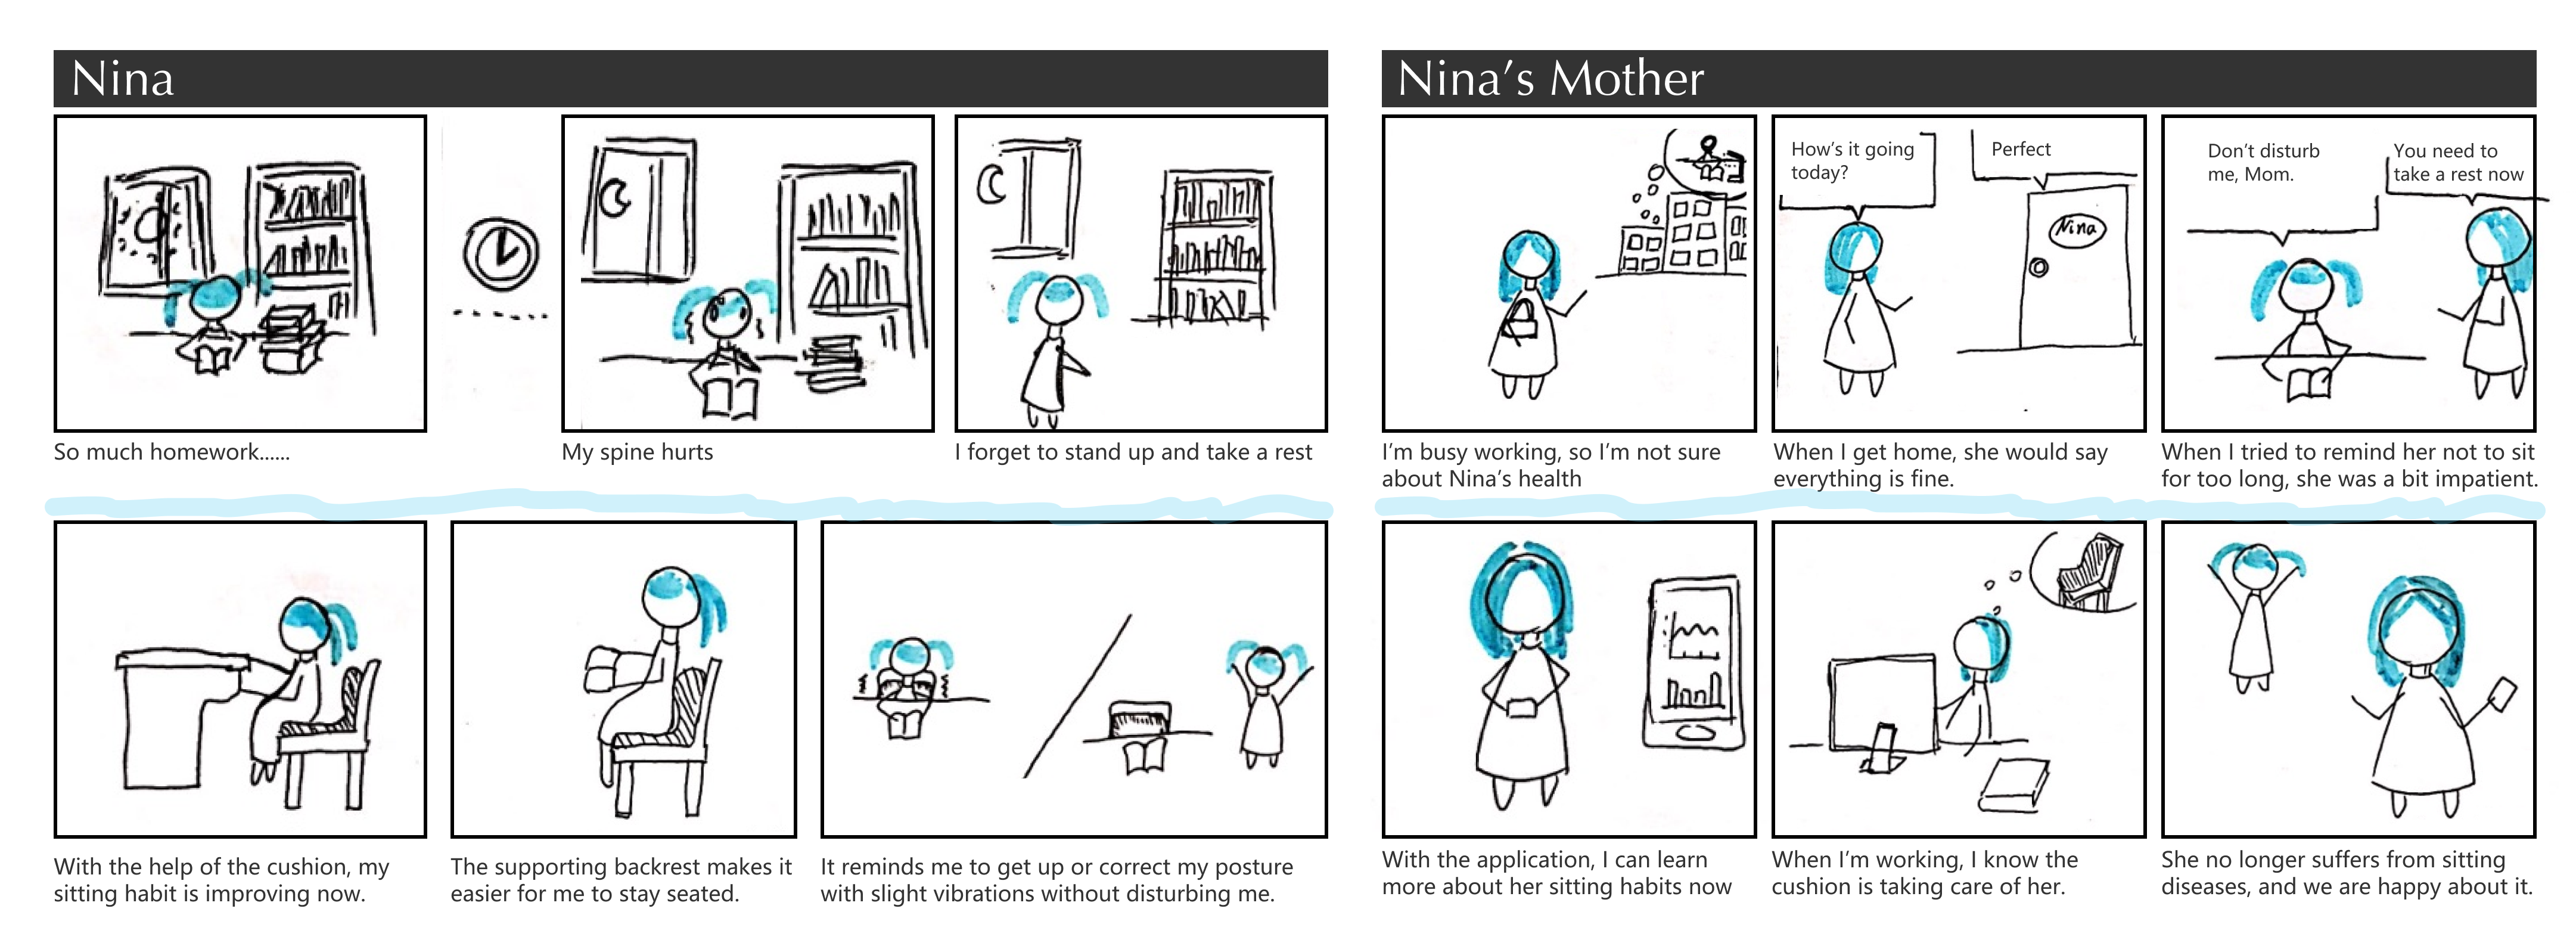 Nina
So much homework......
My spine hurts
I forget to stand up and take a rest
With the help of the cushion, my
sitting habit is improving now.
The supporting backrest makes it
easier for me to stay seated.
It reminds me to get up or correct my posture
with slight vibrations without disturbing me.
Nina's Mother
I'm busy working, so I'm not sure
about Nina's health
How's it going
today?
Perfect
Nina
When I get home, she would say
everything is fine.
Don't disturb
me, Mom.
You need to
take a rest now
When I tried to remind her not to sit
for too long, she was a bit impatient.
With the application, I can learn
more about her sitting habits now
When I'm working, I know the
cushion is taking care of her.
She no longer suffers from sitting
diseases, and we are happy about it.